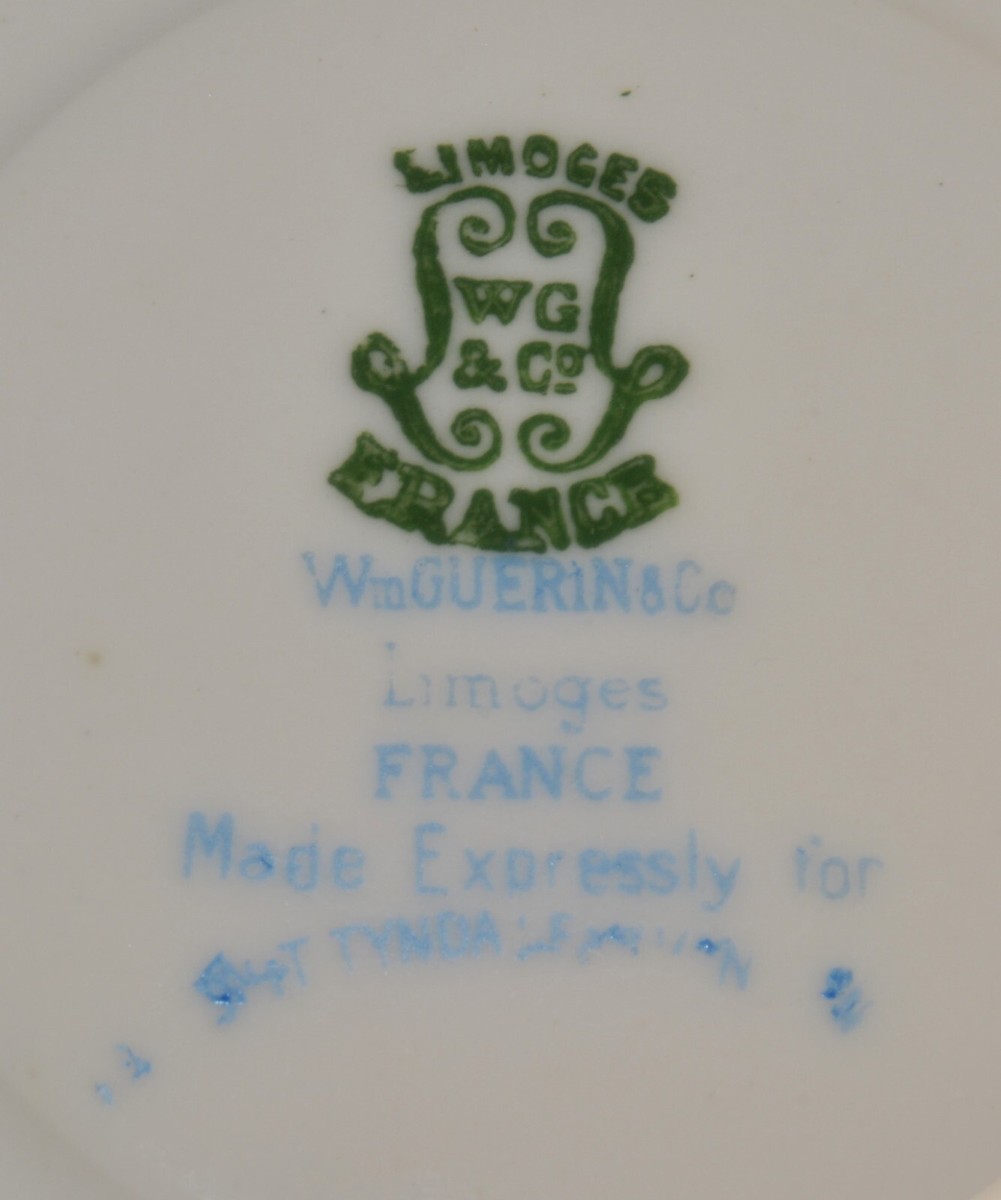 LIMOGES
WG
& Co
FRANCE
Wm GUERIN & Co
Limoges
FRANCE
Made Expressly for